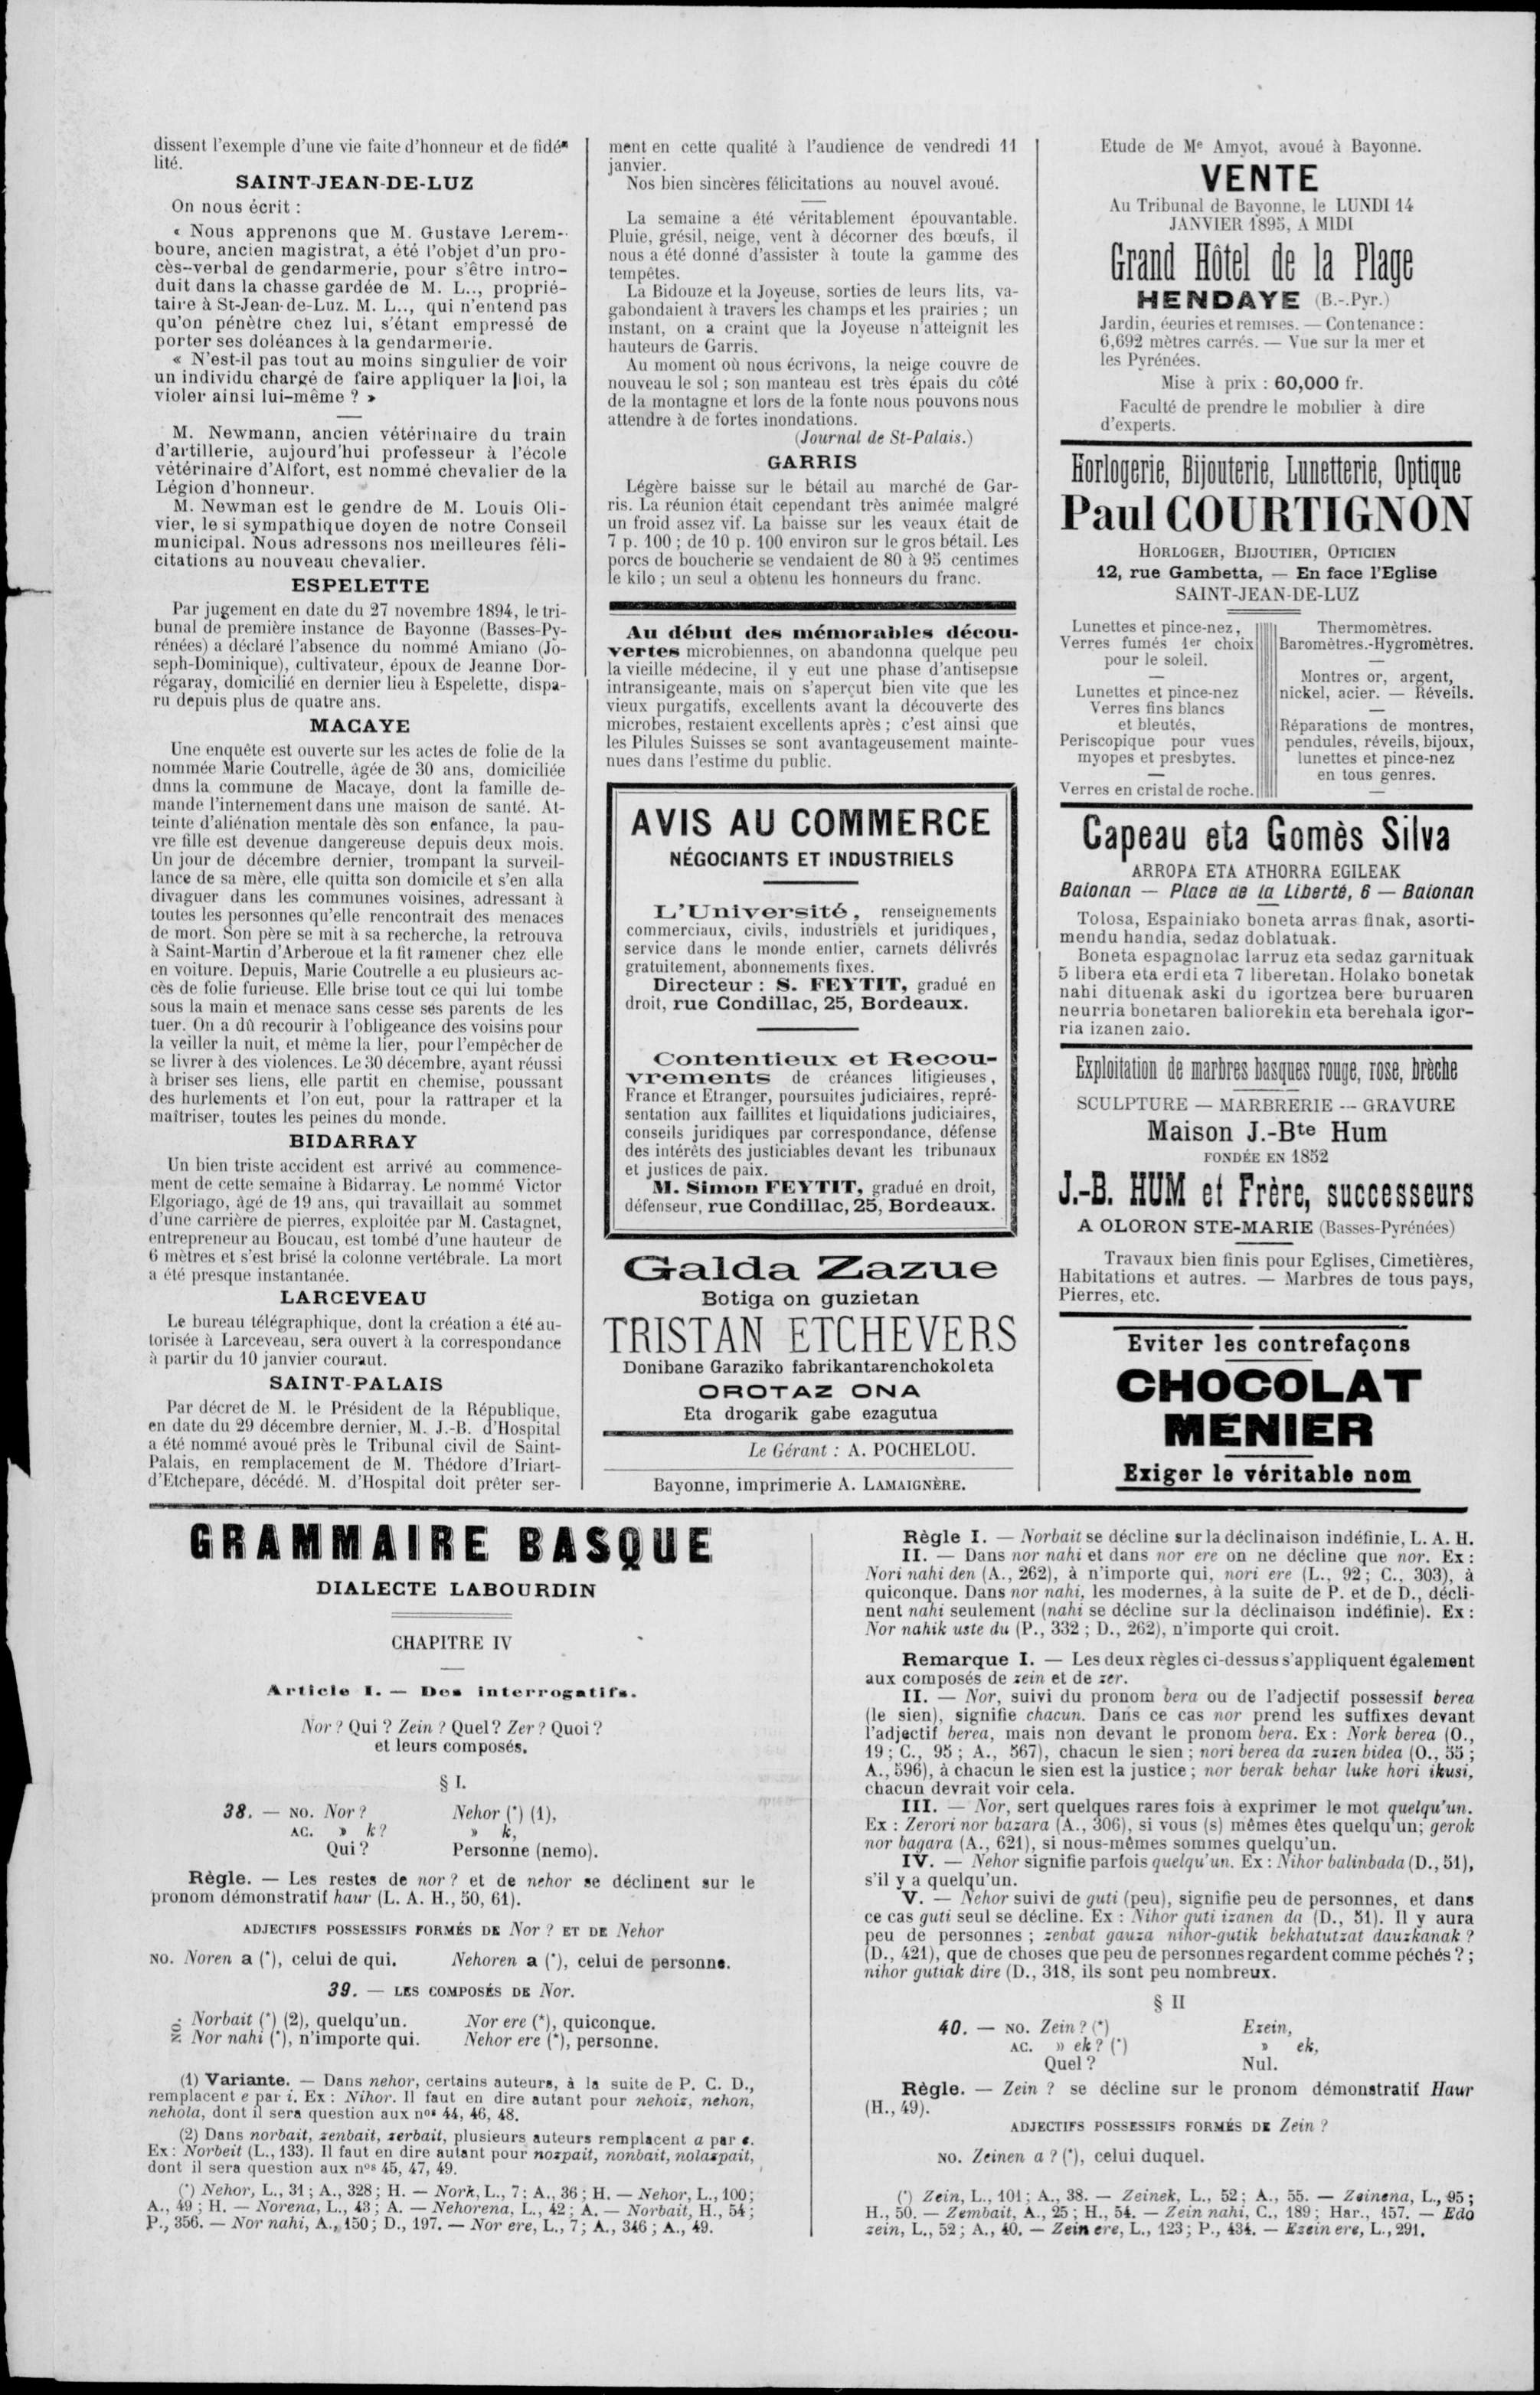 dissent l'exemple d'une vie faite d'honneur et de fidé-
lité.
SAINT-JEAN-DE-LUZ
On nous écrit :
« Nous apprenons que M. Gustave Lerem-
boure, ancien magistrat, a été l'objet d'un pro-
cès-verbal de gendarmerie, pour s'être intro-
duit dans la chasse gardée de M. L.., proprié-
taire à St-Jean-de-Luz. M. L.., qui n'entend pas
qu'on pénètre chez lui, s'étant empressé de
porter ses doléances à la gendarmerie.
« N'est-il pas tout au moins singulier de voir
un individu chargé de faire appliquer la loi, la
violer ainsi lui-même ? »
M. Newmann, ancien vétérinaire du train
d'artillerie, aujourd'hui professeur à l'école
vétérinaire d'Alfort, est nommé chevalier de la
Légion d'honneur.
M. Newman est le gendre de M. Louis Oli-
vier, le si sympathique doyen de notre Conseil
municipal. Nous adressons nos meilleures féli-
citations au nouveau chevalier.
ESPELETTE
Par jugement en date du 27 novembre 1894, le tri-
bunal de première instance de Bayonne (Basses-Py-
rénées) a déclaré l'absence du nommé Amiano (Jo-
seph-Dominique), cultivateur, époux de Jeanne Dor-
régaray, domicilié en dernier lieu à Espelette, dispa-
ru depuis plus de quatre ans.
MACAYE
Une enquête est ouverte sur les actes de folie de la
nommée Marie Coutrelle, âgée de 30 ans, domiciliée
dnns la commune de Macaye, dont la famille de-
mande l'internement dans une maison de santé. At-
teinte d'aliénation mentale dès son enfance, la pau-
vre fille est devenue dangereuse depuis deux mois.
Un jour de décembre dernier, trompant la surveil-
lance de sa mère, elle quitta son domicile et s'en alla
divaguer dans les communes voisines, adressant à
toutes les personnes qu'elle rencontrait des menaces
de mort. Son père se mit à sa recherche, la retrouva
à Saint-Martin d'Arberoue et la fit ramener chez elle
en voiture. Depuis, Marie Coutrelle a eu plusieurs ac-
cès de folie furieuse. Elle brise tout ce qui lui tombe
sous la main et menace sans cesse ses parents de les
tuer. On a dû recourir à l'obligeance des voisins pour
la veiller la nuit, et même la lier, pour l'empêcher de
se livrer à des violences. Le 30 décembre, ayant réussi
à briser ses liens, elle partit en chemise, poussant
des hurlements et l'on eut, pour la rattraper et la
maîtriser, toutes les peines du monde.
BIDARRAY
Un bien triste accident est arrivé au commence-
ment de cette semaine à Bidarray. Le nommé Victor
Elgoriago, âgé de 19 ans, qui travaillait au sommet
d'une carrière de pierres, exploitée par M. Castagnet,
entrepreneur au Boucau, est tombé d'une hauteur de
6 mètres et s'est brisé la colonne vertébrale. La mort
a été presque instantanée.
LARCEVEAU
Le bureau télégraphique, dont la création a été au-
torisée à Larceveau, sera ouvert à la correspondance
à partir du 10 janvier couraut.
SAINT-PALAIS
Par décret de M. le Président de la République,
en date du 29 décembre dernier, M. J.-B. d'Hospital
a été nommé avoué près le Tribunal civil de Saint-
Palais, en remplacement de M. Thédore d'Iriart-
d'Etchepare, décédé. M. d'Hospital doit prêter ser-
ment en cette qualité à l'audience de vendredi 11
janvier.
Nos bien sincères félicitations au nouvel avoué.
La semaine a été véritablement épouvantable.
Pluie, grésil, neige, vent à décorner des bœufs, il
nous a été donné d'assister à toute la gamme des
tempêtes.
La Bidouze et la Joyeuse, sorties de leurs lits, va-
gabondaient à travers les champs et les prairies ; un
instant, on a craint que la Joyeuse n'atteignit les
hauteurs de Garris.
Au moment où nous écrivons, la neige couvre de
nouveau le sol ; son manteau est très épais du côté
de la montagne et lors de la fonte nous pouvons nous
attendre à de fortes inondations.
(Journal de St-Palais.)
GARRIS
Légère baisse sur le bétail au marché de Gar-
ris. La réunion était cependant très animée malgré
un froid assez vif. La baisse sur les veaux était de
7 p. 100 ; de 10 p. 100 environ sur le gros bétail. Les
porcs de boucherie se vendaient de 80 à 95 centimes
le kilo ; un seul a obtenu les honneurs du franc.
Au début des mémorables décou-
vertes microbiennes, on abandonna quelque peu
la vieille médecine, il y eut une phase d'antisepsie
intransigeante, mais on s'aperçut bien vite que les
vieux purgatifs, excellents avant la découverte des
microbes, restaient excellents après ; c'est ainsi que
les Pilules Suisses se sont avantageusement mainte-
nues dans l'estime du public.
AVIS AU COMMERCE
NÉGOCIANTS ET INDUSTRIELS
L'Université, renseignements
commerciaux, civils, industriels et juridiques,
service dans le monde entier, carnets délivrés
gratuitement, abonnements fixes.
Directeur : S. FEYTIT, gradué en
droit, rue Condillac, 25, Bordeaux.
Contentieux et Recou-
vrements de créances litigieuses,
France et Etranger, poursuites judiciaires, repré-
sentation aux faillites et liquidations judiciaires,
conseils juridiques par correspondance, défense
des intérêts des justiciables devant les tribunaux
et justices de paix.
M. Simon FEYTIT, gradué en droit,
défenseur, rue Condillac, 25, Bordeaux.
Galda Zazue
Botiga on guzietan
TRISTAN ETCHEVERS
Donibane Garaziko fabrikantarenchokoleta
OROTAZ ONA
Eta drogarik gabe ezagutua
Le Gérant : A. POCHELOU.
Bayonne, imprimerie A. LAMAIGNÈRE.
Etude de Me Amyot, avoué à Bayonne.
VENTE
Au Tribunal de Bayonne, le LUNDI 14
JANVIER 1895, A MIDI
Grand Hôtel de la Plage
HENDAYE (B.-.Pyr.)
Jardin, éeuries et remises. — Contenance :
6,692 mètres carrés. — Vue sur la mer et
les Pyrénées.
Mise à prix : 60,000 fr.
Faculté de prendre le mobilier à dire
d'experts.
Horlogerie, Bijouterie, Lunetterie, Optique
Paul COURTIGNON
HORLOGER, BIJOUTIER, OPTICIEN
12, rue Gambetta, — En face l'Eglise
SAINT-JEAN-DE-LUZ
Lunettes et pince-nez,
Verres fumés 1er choix
pour le soleil.
—
Lunettes et pince-nez
Verres fins blancs
et bleutés,
Periscopique pour vues
myopes et presbytes.
—
Verres en cristal de roche.
Thermomètres.
Baromètres.-Hygromètres.
—
Montres or, argent,
nickel, acier. — Réveils.
—
Réparations de montres,
pendules, réveils, bijoux,
lunettes et pince-nez
en tous genres.
—
Capeau eta Gomès Silva
ARROPA ETA ATHORRA EGILEAK
Baionan — Place de la Liberté, 6 — Baionan
Tolosa, Espainiako boneta arras finak, asorti-
mendu handia, sedaz doblatuak.
Boneta espagnolac larruz eta sedaz garnituak
5 libera eta erdi eta 7 liberetan. Holako bonetak
nahi dituenak aski du igortzea bere buruaren
neurria bonetaren baliorekin eta berehala igor-
ria izanen zaio.
Exploitation de marbres basques rouge, rose, brèche
SCULPTURE — MARBRERIE -- GRAVURE
Maison J.-Bte Hum
FONDÉE EN 1852
J.-B. HUM et Frère, successeurs
A OLORON STE-MARIE (Basses-Pyrénées)
Travaux bien finis pour Eglises, Cimetières,
Habitations et autres. — Marbres de tous pays,
Pierres, etc.
Eviter les contrefaçons
CHOCOLAT
MENIER
Exiger le véritable nom
GRAMMAIRE BASQUE
DIALECTE LABOURDIN
CHAPITRE IV
Article I. — Des interrogatifs.
Nor ? Qui ? Zein ? Quel ? Zer ? Quoi ?
et leurs composés.
§ I.
38. — NO. Nor ? Nehor (*) (1),
AC. » k ? » k,
Qui ? Personne (nemo).
Règle. — Les restes de nor ? et de nehor se déclinent sur le
pronom démonstratif haur (L. A. H., 50, 61).
ADJECTIFS POSSESSIFS FORMÉS DE Nor ? ET DE Nehor
NO. Noren a (*), celui de qui. Nehoren a (*), celui de personne.
39. — LES COMPOSÉS DE Nor.
NO. Norbait (*) (2), quelqu'un. Nor ere (*), quiconque.
Nor nahi (*), n'importe qui. Nehor ere (*), personne.
(1) Variante. — Dans nehor, certains auteurs, à la suite de P. C. D.,
remplacent e par i. Ex : Nihor. Il faut en dire autant pour nehoiz, nehon,
nehola, dont il sera question aux nos 44, 46, 48.
(2) Dans norbait, zenbait, zerbait, plusieurs auteurs remplacent a par e.
Ex : Norbeit (L., 133). Il faut en dire autant pour nozpait, nonbait, nolazpait,
dont il sera question aux nos 45, 47, 49.
(*) Nehor, L., 31 ; A., 328 ; H. — Nork, L., 7 ; A., 36 ; H. — Nehor, L., 100 ;
A., 49 ; H. — Norena, L., 43 ; A. — Nehorena, L., 42 ; A. — Norbait, H., 54 ;
P., 356. — Nor nahi, A., 150 ; D., 197. — Nor ere, L., 7 ; A., 346 ; A., 49.
Règle I. — Norbait se décline sur la déclinaison indéfinie, L. A. H.
II. — Dans nor nahi et dans nor ere on ne décline que nor. Ex :
Nori nahi den (A., 262), à n'importe qui, nori ere (L., 92 ; C., 303), à
quiconque. Dans nor nahi, les modernes, à la suite de P. et de D., décli-
nent nahi seulement (nahi se décline sur la déclinaison indéfinie). Ex :
Nor nahik uste du (P., 332 ; D., 262), n'importe qui croit.
Remarque I. — Les deux règles ci-dessus s'appliquent également
aux composés de zein et de zer.
II. — Nor, suivi du pronom bera ou de l'adjectif possessif berea
(le sien), signifie chacun. Dans ce cas nor prend les suffixes devant
l'adjectif berea, mais non devant le pronom bera. Ex : Nork berea (O.,
19 ; C., 95 ; A., 567), chacun le sien ; nori berea da zuzen bidea (O., 55 ;
A., 596), à chacun le sien est la justice ; nor berak behar luke hori ikusi,
chacun devrait voir cela.
III. — Nor, sert quelques rares fois à exprimer le mot quelqu'un.
Ex : Zerori nor bazara (A., 306), si vous (s) mêmes êtes quelqu'un; gerok
nor bagara (A., 621), si nous-mêmes sommes quelqu'un.
IV. — Nehor signifie parfois quelqu'un. Ex : Nihor balinbada (D., 51),
s'il y a quelqu'un.
V. — Nehor suivi de guti (peu), signifie peu de personnes, et dans
ce cas guti seul se décline. Ex : Nihor guti izanen da (D., 51). Il y aura
peu de personnes ; zenbat gauza nihor-gutik bekhatutzat dauzkanak ?
(D., 421), que de choses que peu de personnes regardent comme péchés ? ;
nihor gutiak dire (D., 318, ils sont peu nombreux.
§ II
40. — NO. Zein ? (*) Ezein,
AC. » ek ? (*) » ek,
Quel ? Nul.
Règle. — Zein ? se décline sur le pronom démonstratif Haur
(H., 49).
ADJECTIFS POSSESSIFS FORMÉS DE Zein ?
NO. Zeinen a ? (*), celui duquel.
(*) Zein, L., 101 ; A., 38. — Zeinek, L., 52 ; A., 55. — Zeinena, L., 95 ;
H., 50. — Zembait, A., 25 ; H., 54. — Zein nahi, C., 189 ; Har., 157. — Edo
zein, L., 52 ; A., 40. — Zein ere, L., 123 ; P., 434. — Ezein ere, L., 291.